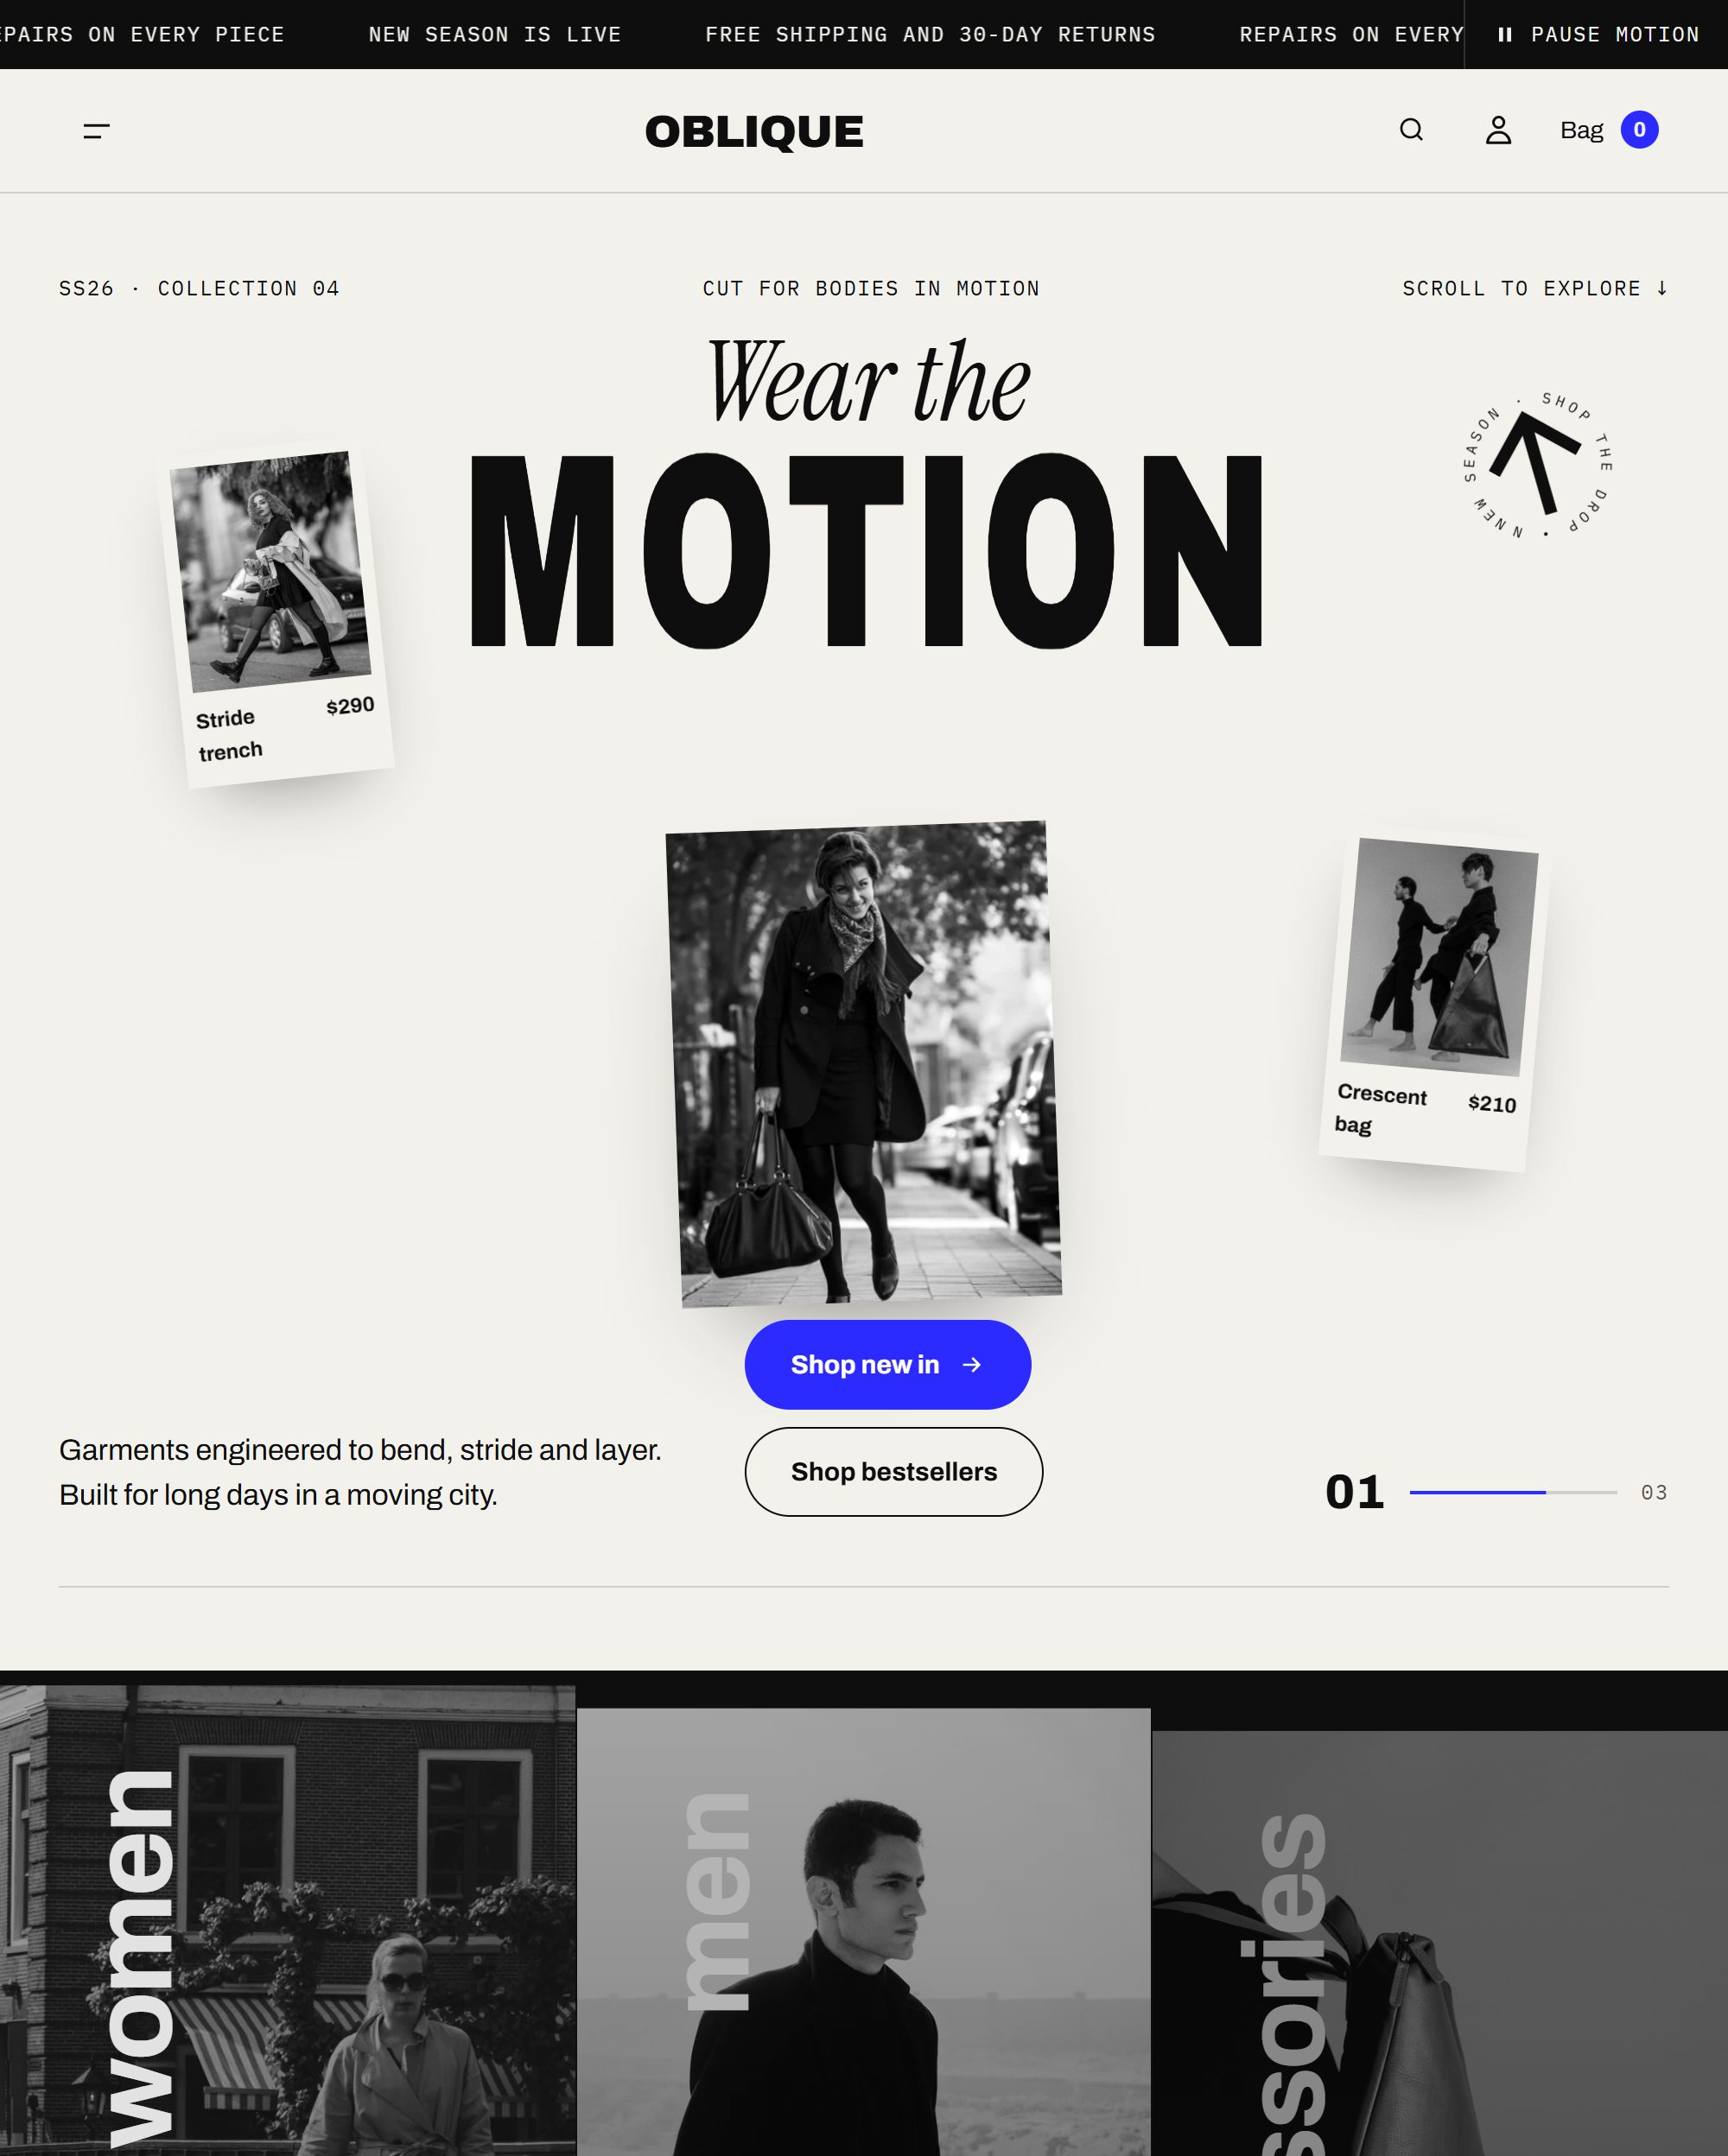 PAIRS ON EVERY PIECE NEW SEASON IS LIVE FREE SHIPPING AND 30-DAY RETURNS REPAIRS ON EVERY PAUSE MOTION
OBLIQUE
Bag 0
SS26 · COLLECTION 04
CUT FOR BODIES IN MOTION
SCROLL TO EXPLORE ↓
Wear the
MOTION
SHOP THE DROP • N NEW SEASON ·
Stride
trench
$290
Crescent
bag
$210
Shop new in →
Shop bestsellers
Garments engineered to bend, stride and layer.
Built for long days in a moving city.
01
03
women
men
ssories